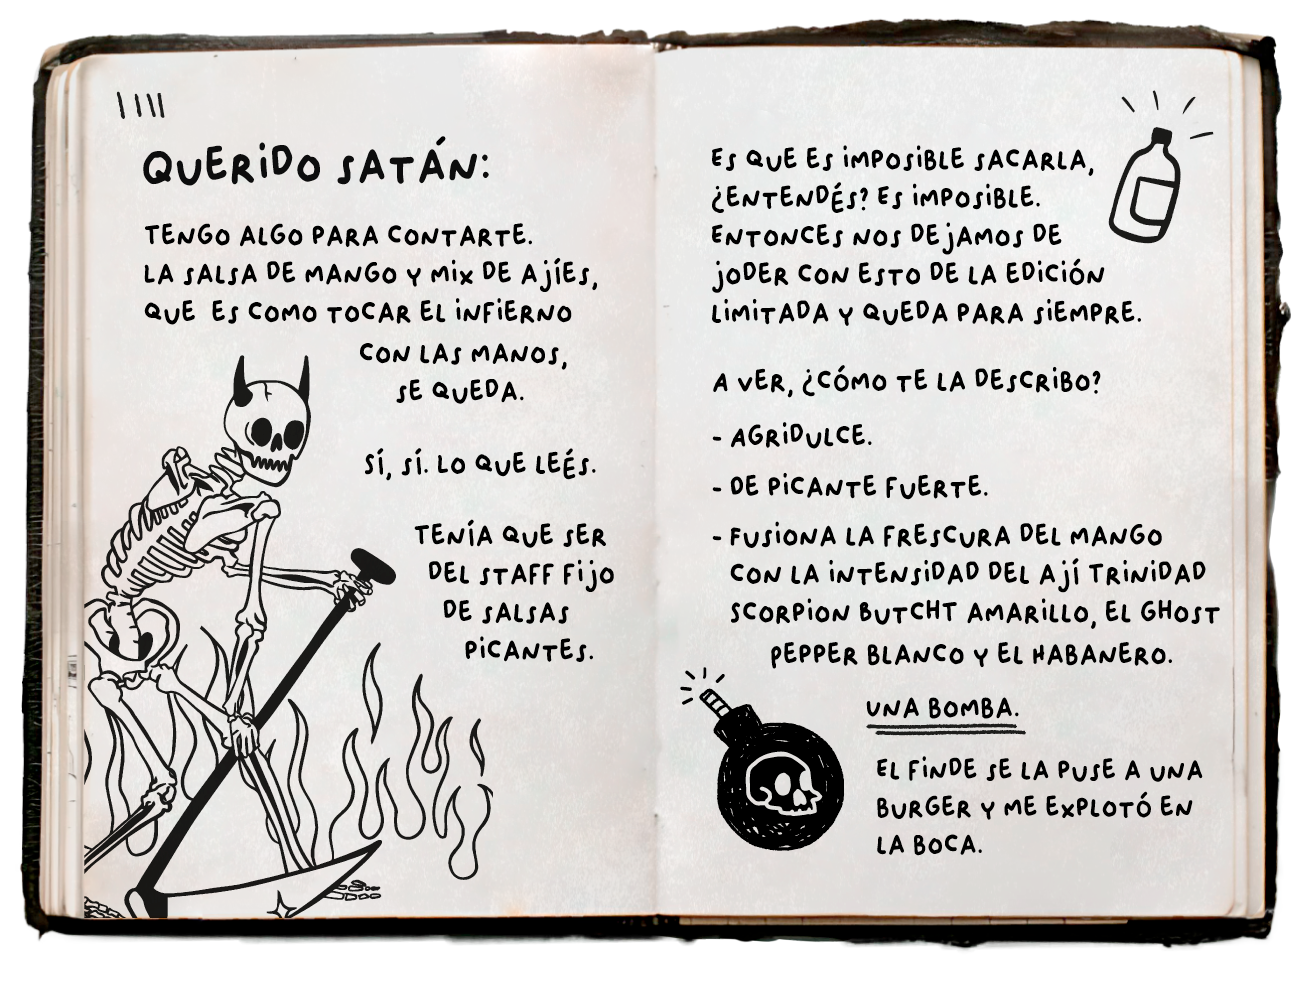 QUERIDO SATÁN:
TENGO ALGO PARA CONTARTE.
LA SALSA DE MANGO Y MIX DE AJÍES,
QUE ES COMO TOCAR EL INFIERNO
CON LAS MANOS,
SE QUEDA.
SÍ, SÍ. LO QUE LEÉS.
TENÍA QUE SER
DEL STAFF FIJO
DE SALSAS
PICANTES.
ES QUE ES IMPOSIBLE SACARLA,
¿ENTENDÉS? ES IMPOSIBLE.
ENTONCES NOS DEJAMOS DE
JODER CON ESTO DE LA EDICIÓN
LIMITADA Y QUEDA PARA SIEMPRE.
A VER, ¿CÓMO TE LA DESCRIBO?
- AGRIDULCE.
- DE PICANTE FUERTE.
- FUSIONA LA FRESCURA DEL MANGO
CON LA INTENSIDAD DEL AJÍ TRINIDAD
SCORPION BUTCHT AMARILLO, EL GHOST
PEPPER BLANCO Y EL HABANERO.
UNA BOMBA.
EL FINDE SE LA PUSE A UNA
BURGER Y ME EXPLOTÓ EN
LA BOCA.